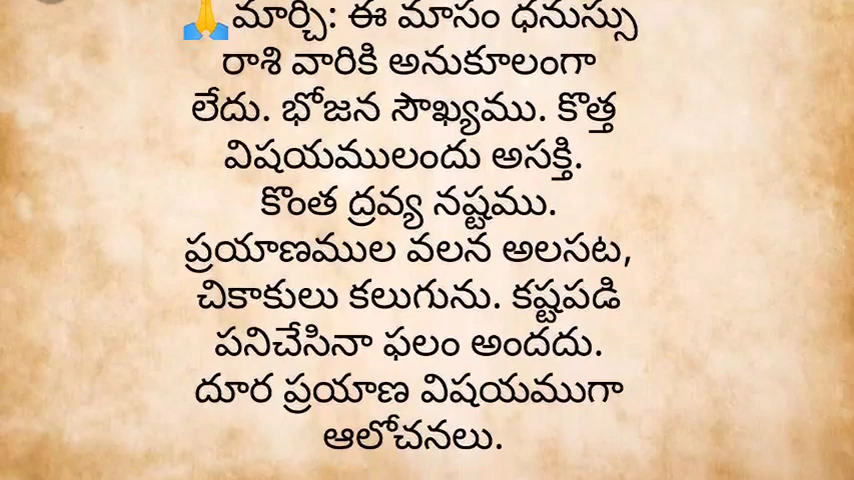 🙏మార్చి: ఈ మాసం ధనుస్సు
రాశి వారికి అనుకూలంగా
లేదు. భోజన సౌఖ్యము. కొత్త
విషయములందు అసక్తి.
కొంత ద్రవ్య నష్టము.
ప్రయాణముల వలన అలసట,
చికాకులు కలుగును. కష్టపడి
పనిచేసినా ఫలం అందదు.
దూర ప్రయాణ విషయముగా
ఆలోచనలు.